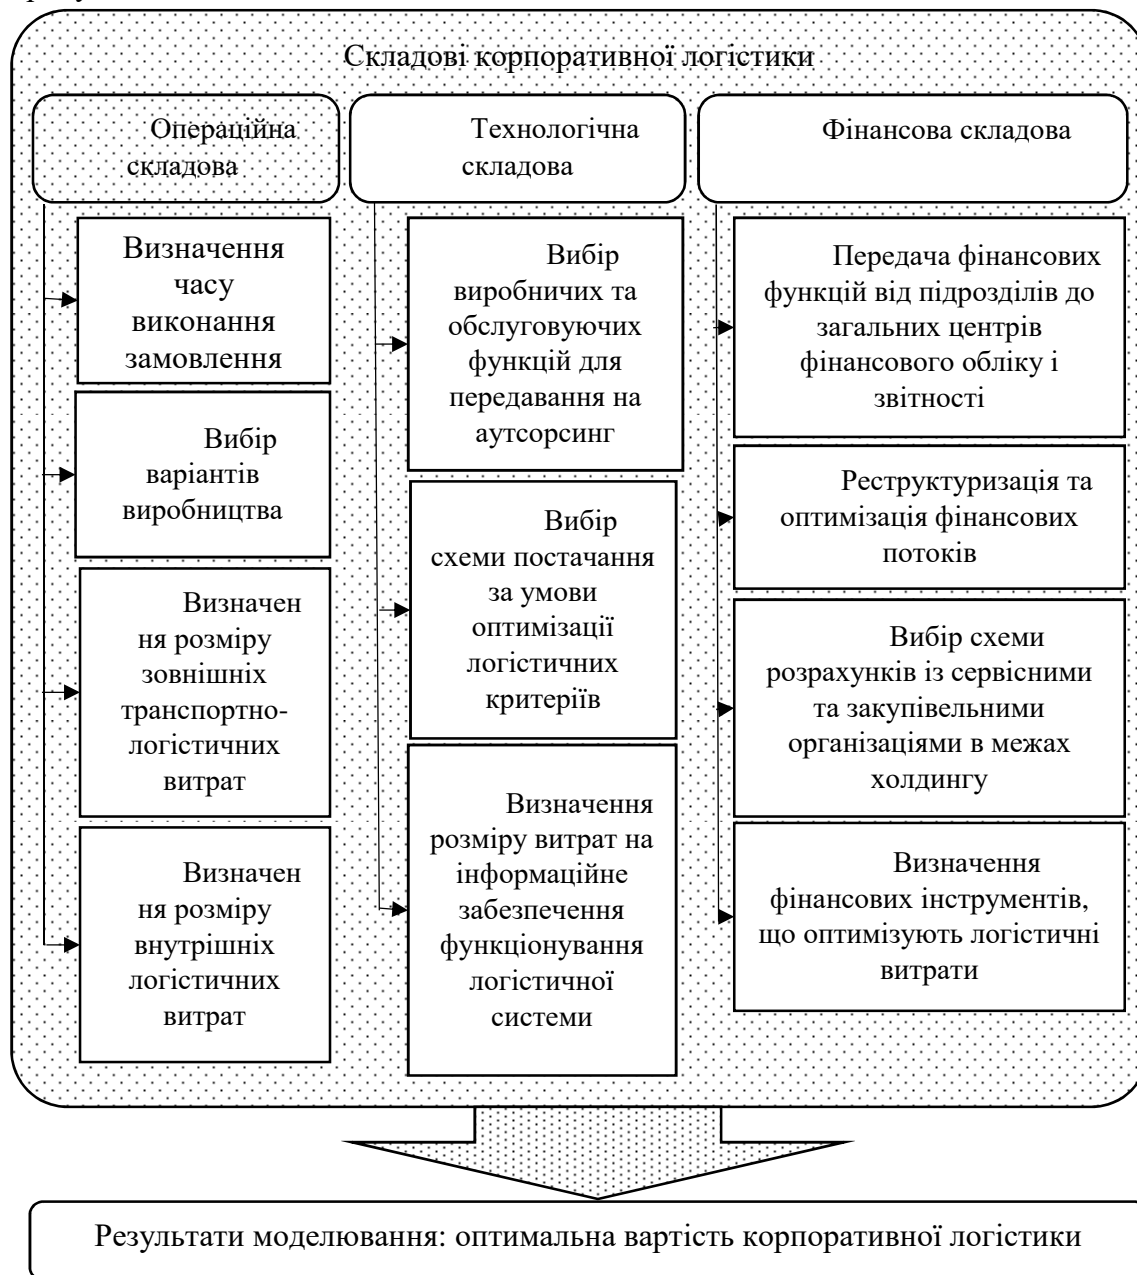 Складові корпоративної логістики
Операційна
складова
Визначення
часу
виконання
замовлення
Вибір
варіантів
виробництва
Визначен
ня розміру
зовнішніх
транспортно-
логістичних
витрат
Визначен
ня розміру
внутрішніх
логістичних
витрат
Технологічна
складова
Вибір
виробничих та
обслуговуючих
функцій для
передавання на
аутсорсинг
Вибір
схеми постачання
за умови
оптимізації
логістичних
критеріїв
Визначення
розміру витрат на
інформаційне
забезпечення
функціонування
логістичної
системи
Фінансова складова
Передача фінансових
функцій від підрозділів до
загальних центрів
фінансового обліку і
звітності
Реструктуризація та
оптимізація фінансових
потоків
Вибір схеми
розрахунків із сервісними
та закупівельними
організаціями в межах
холдингу
Визначення
фінансових інструментів,
що оптимізують логістичні
витрати
Результати моделювання: оптимальна вартість корпоративної логістики